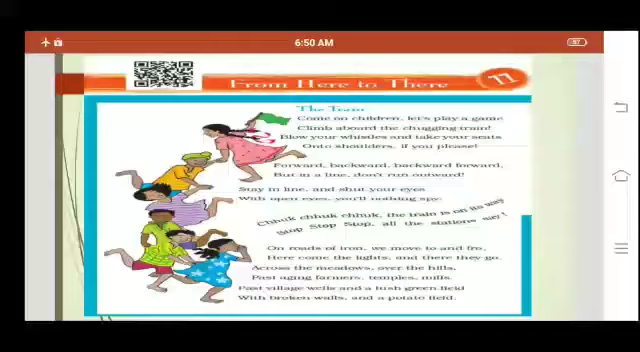 6:50 AM
87
From Here to There
11
The Train
Come on children, let's play a game
Climb aboard the chugging train!
Blow your whistles and take your seats
Onto shoulders, if you please!
Forward, backward, backward forward,
But in a line, don't run outward!
Stay in line, and shut your eyes
With open eyes, you'll nothing spy.
Chhuk chhuk chhuk, the train is on its way
Stop Stop Stop, all the stations say!
On roads of iron, we move to and fro,
Here come the lights, and there they go.
Across the meadows, over the hills,
Past aging farmers, temples, mills.
Past village wells and a lush green field
With broken walls, and a potato field.